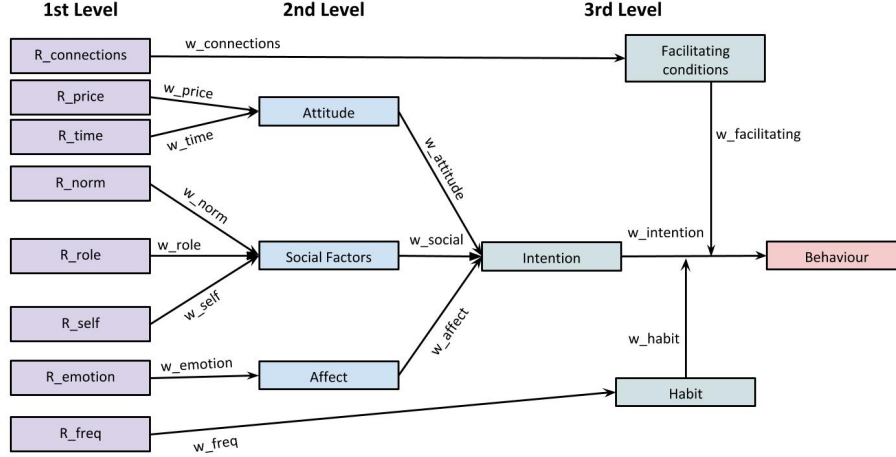 1st Level
2nd Level
3rd Level
R_connections
w_connections
Facilitating
conditions
R_price
w_price
Attitude
R_time
w_time
w_facilitating
w_attitude
R_norm
w_norm
R_role
w_role
Social Factors
w_social
Intention
w_intention
Behaviour
R_self
w_self
w_affect
w_habit
R_emotion
w_emotion
Affect
Habit
R_freq
w_freq